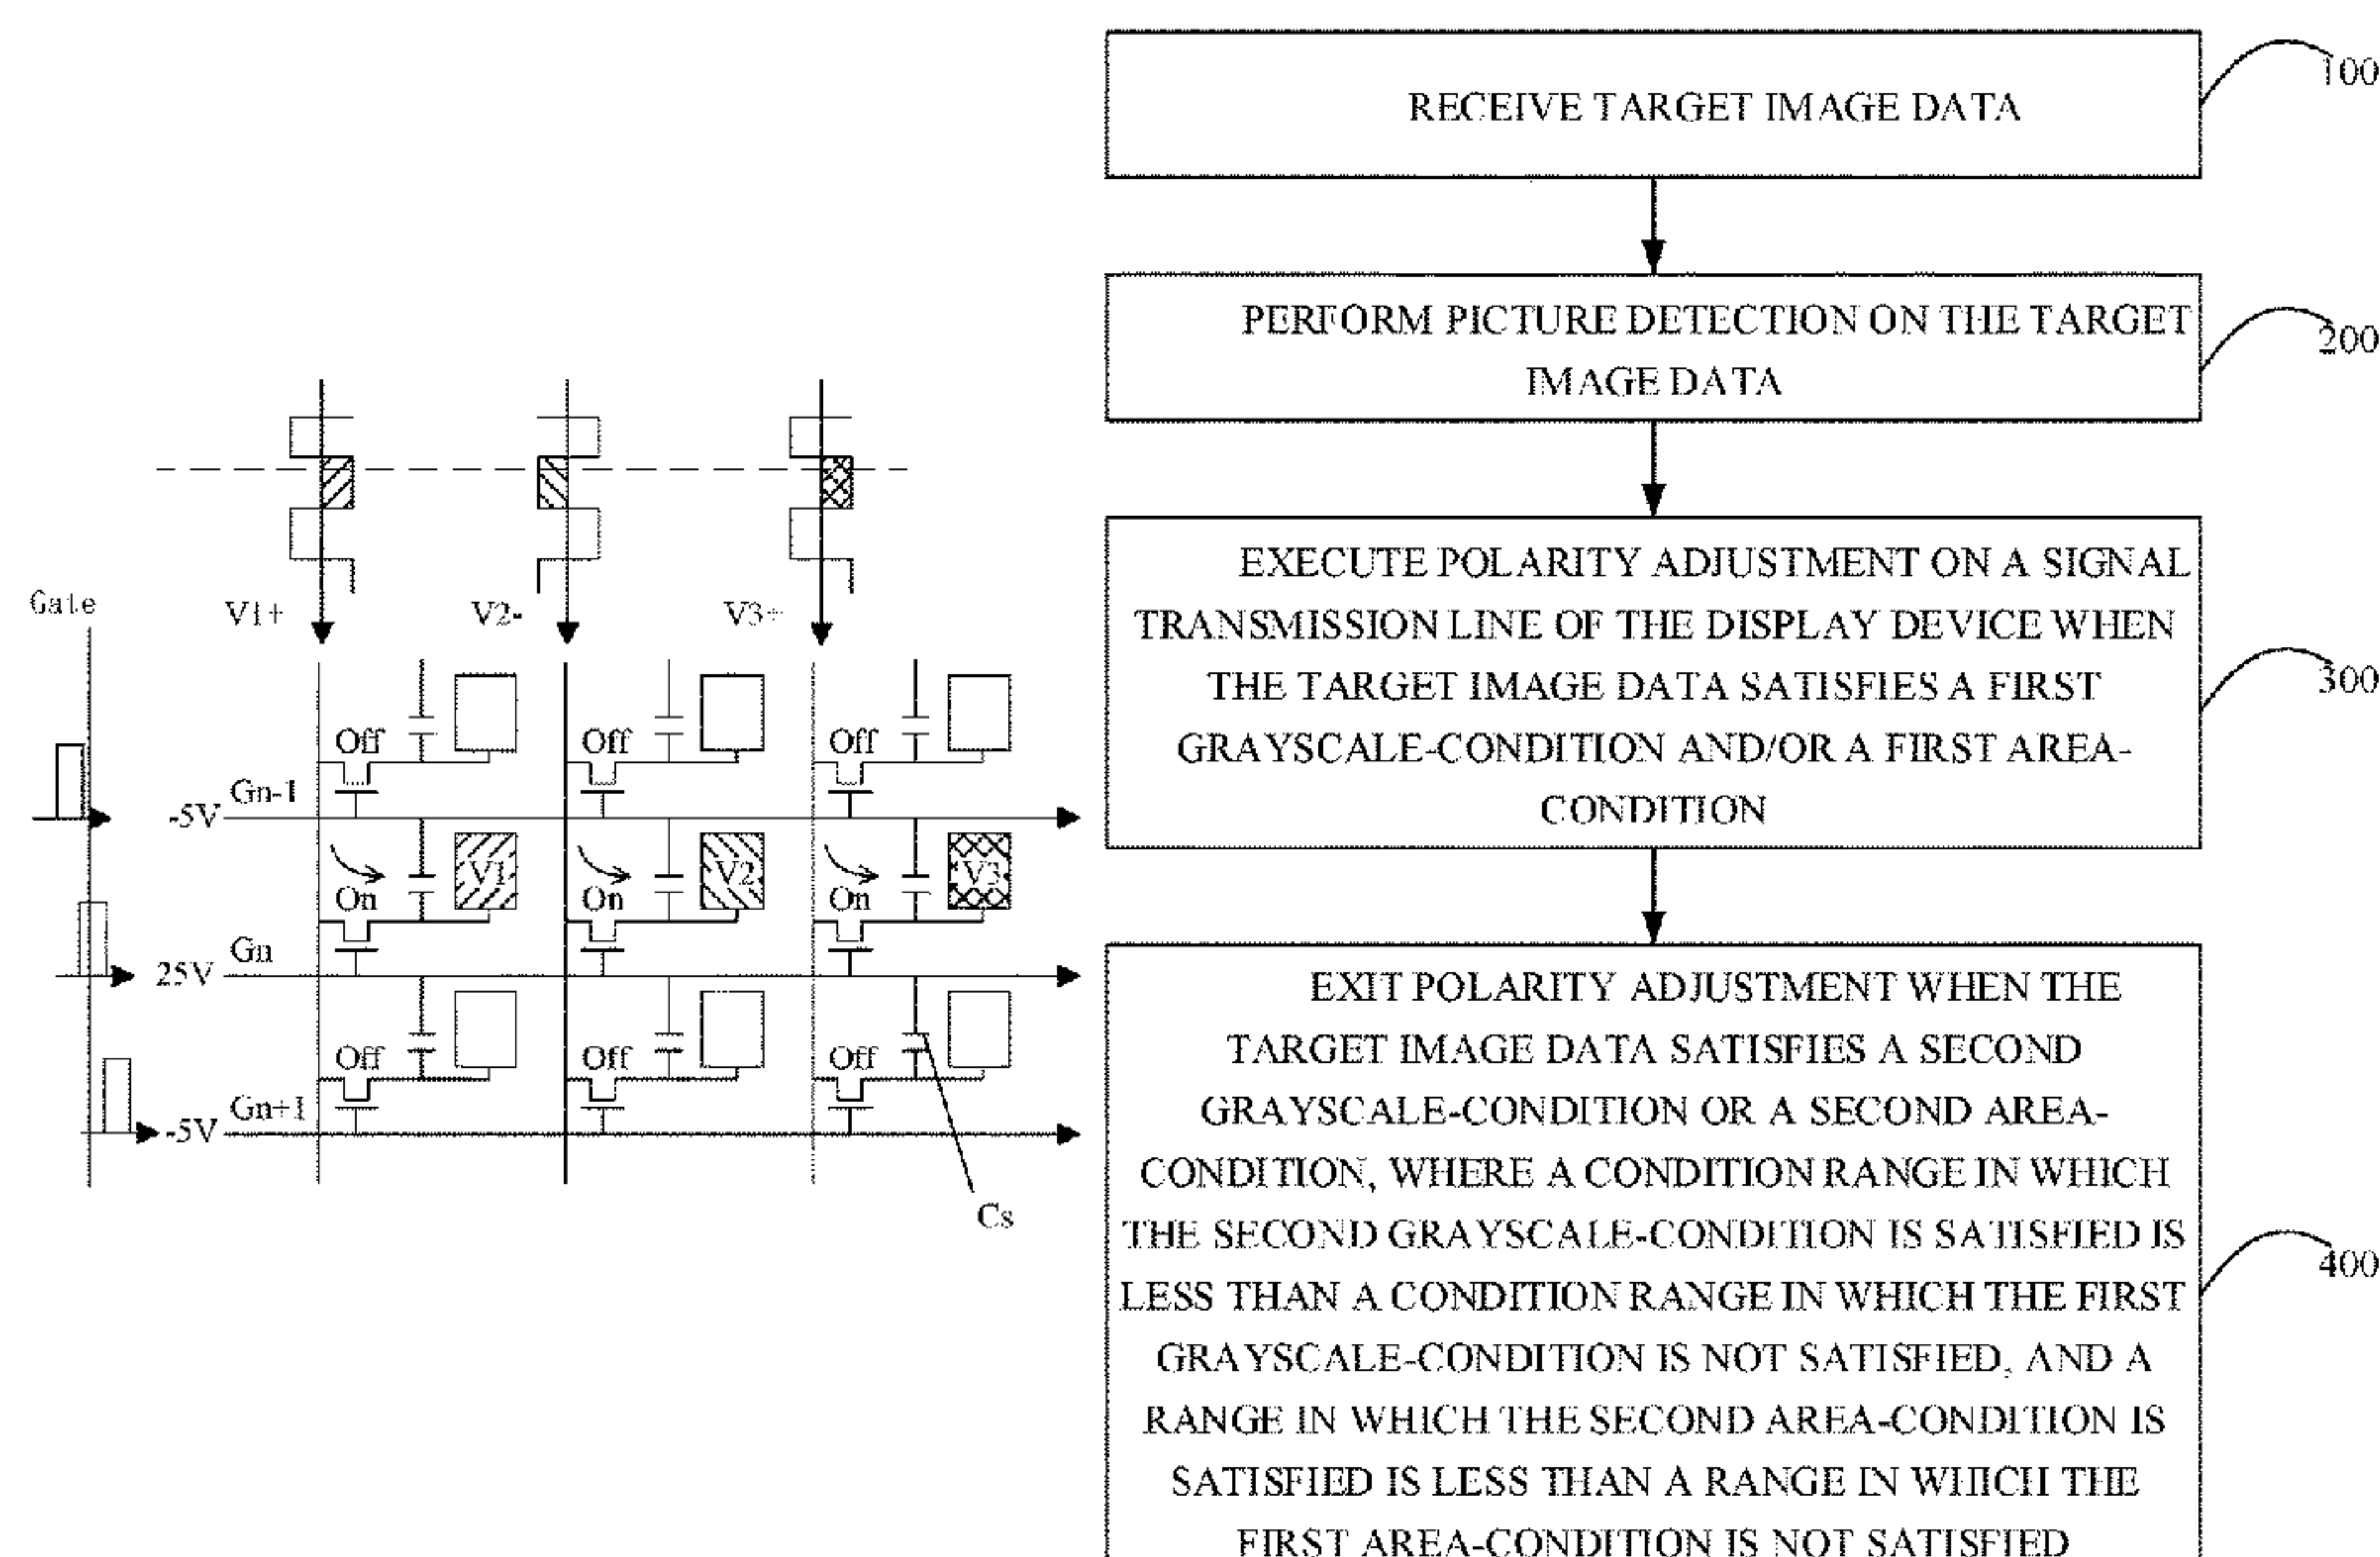 Gate
V1+
V2-
V3+
Off
Off
Off
Gn-1
-5V
V1
V2
V3
On
On
On
Gn
25V
Off
Off
Off
Gn+1
-5V
Cs
RECEIVE TARGET IMAGE DATA
100
PERFORM PICTURE DETECTION ON THE TARGET
IMAGE DATA
200
EXECUTE POLARITY ADJUSTMENT ON A SIGNAL
TRANSMISSION LINE OF THE DISPLAY DEVICE WHEN
THE TARGET IMAGE DATA SATISFIES A FIRST
GRAYSCALE-CONDITION AND/OR A FIRST AREA-
CONDITION
300
EXIT POLARITY ADJUSTMENT WHEN THE
TARGET IMAGE DATA SATISFIES A SECOND
GRAYSCALE-CONDITION OR A SECOND AREA-
CONDITION, WHERE A CONDITION RANGE IN WHICH
THE SECOND GRAYSCALE-CONDITION IS SATISFIED IS
LESS THAN A CONDITION RANGE IN WHICH THE FIRST
GRAYSCALE-CONDITION IS NOT SATISFIED, AND A
RANGE IN WHICH THE SECOND AREA-CONDITION IS
SATISFIED IS LESS THAN A RANGE IN WHICH THE
FIRST AREA-CONDITION IS NOT SATISFIED
400